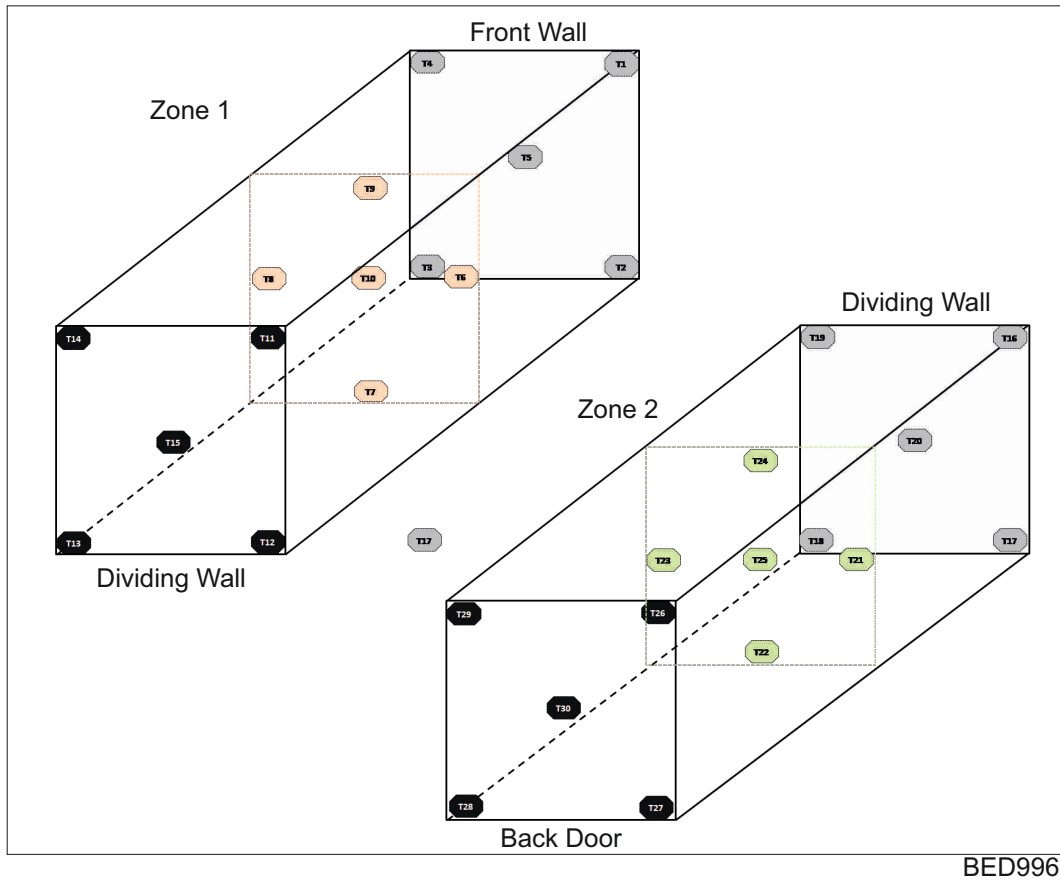 Front Wall
T4
T1
Zone 1
T5
T9
T3
T2
T8
T10
T6
Dividing Wall
T14
T11
T19
T16
T7
Zone 2
T15
T20
T24
T13
T12
T17
T18
T17
T23
T25
T21
Dividing Wall
T29
T26
T22
T30
T28
T27
Back Door
BED996